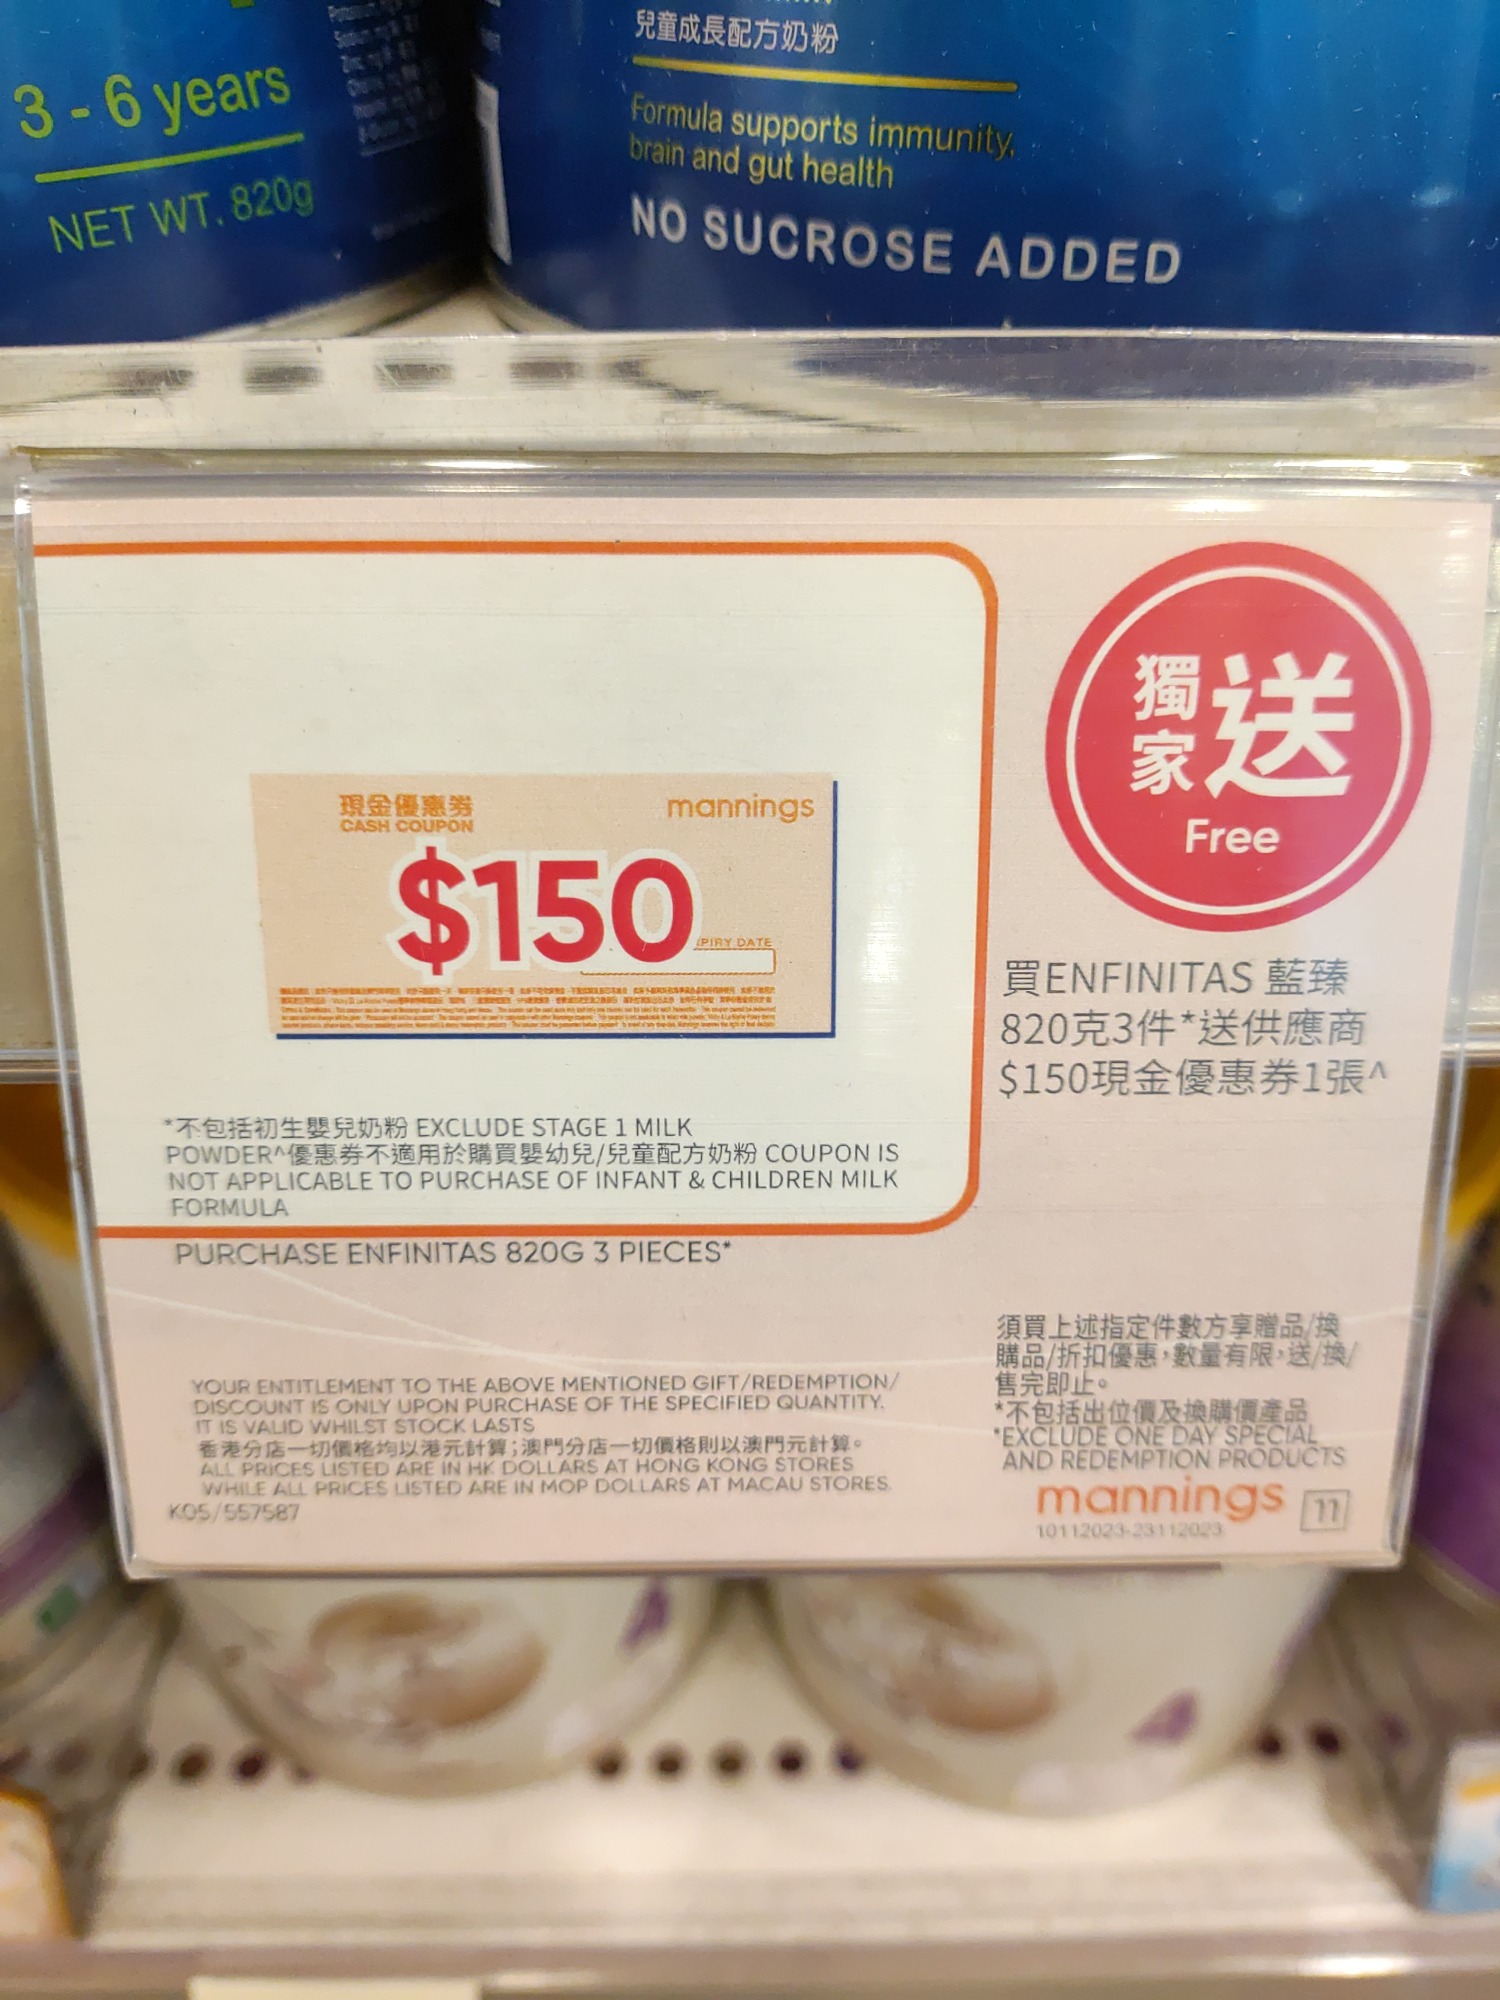 3 - 6 years
NET WT. 820g
兒童成長配方奶粉
Formula supports immunity,
brain and gut health
NO SUCROSE ADDED
現金優惠券
CASH COUPON
mannings
$150
PIRY DATE
獨家送
Free
買ENFINITAS 藍臻
820克3件*送供應商
$150現金優惠券1張^
*不包括初生嬰兒奶粉 EXCLUDE STAGE 1 MILK
POWDER^優惠券不適用於購買嬰幼兒/兒童配方奶粉 COUPON IS
NOT APPLICABLE TO PURCHASE OF INFANT & CHILDREN MILK
FORMULA
PURCHASE ENFINITAS 820G 3 PIECES*
須買上述指定件數方享贈品/換
購品/折扣優惠，數量有限，送/換/
售完即止。
*不包括出位價及換購價產品
*EXCLUDE ONE DAY SPECIAL
AND REDEMPTION PRODUCTS
YOUR ENTITLEMENT TO THE ABOVE MENTIONED GIFT/REDEMPTION/
DISCOUNT IS ONLY UPON PURCHASE OF THE SPECIFIED QUANTITY.
IT IS VALID WHILST STOCK LASTS
香港分店一切價格均以港元計算；澳門分店一切價格則以澳門元計算。
ALL PRICES LISTED ARE IN HK DOLLARS AT HONG KONG STORES
WHILE ALL PRICES LISTED ARE IN MOP DOLLARS AT MACAU STORES.
K05/557587
mannings
11
10112023-23112023